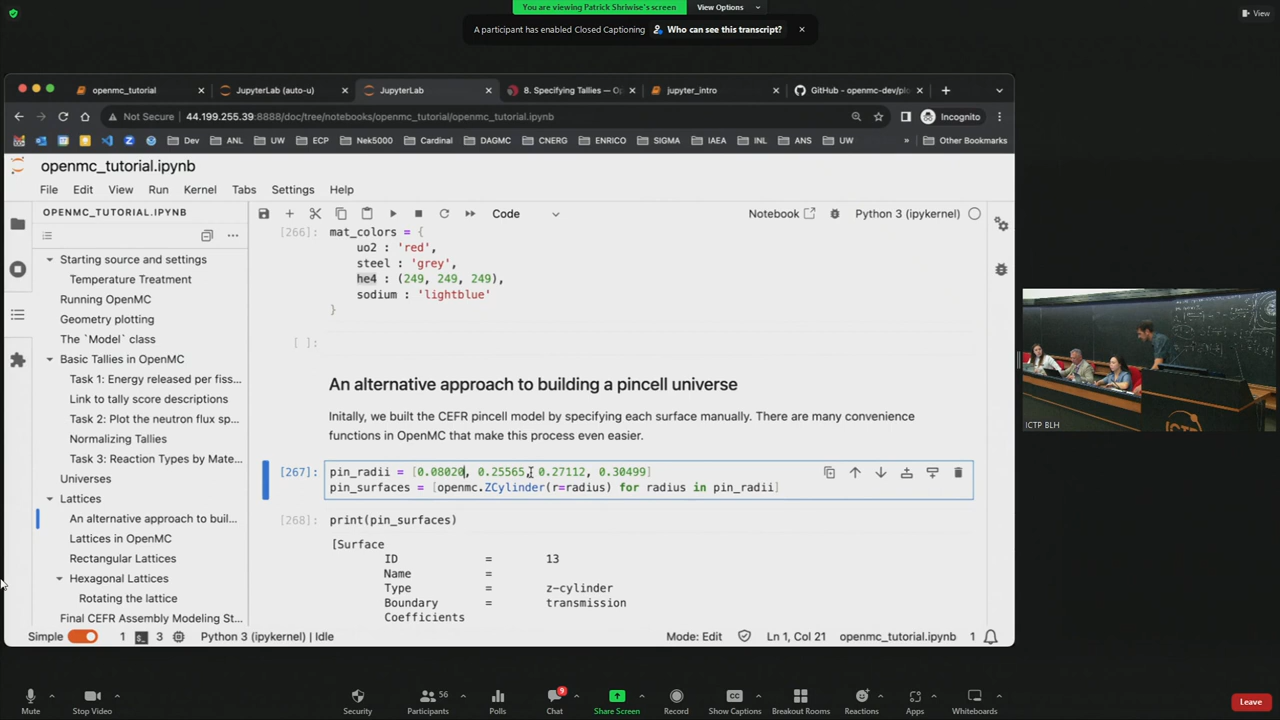 You are viewing Patrick Shriwise's screen
View Options
View
A participant has enabled Closed Captioning
Who can see this transcript?
openmc_tutorial
JupyterLab (auto-u)
JupyterLab
8. Specifying Tallies — Op
jupyter_intro
GitHub - openmc-dev/plo
Not Secure
44.199.255.39:8888/doc/tree/notebooks/openmc_tutorial/openmc_tutorial.ipynb
Incognito
Dev
ANL
UW
ECP
Nek5000
Cardinal
DAGMC
CNERG
ENRICO
SIGMA
IAEA
INL
ANS
UW
»
Other Bookmarks
openmc_tutorial.ipynb
File Edit View Run Kernel Tabs Settings Help
OPENMC_TUTORIAL.IPYNB
Code
Notebook
Python 3 (ipykernel)
Starting source and settings
Temperature Treatment
Running OpenMC
Geometry plotting
The `Model` class
Basic Tallies in OpenMC
Task 1: Energy released per fiss...
Link to tally score descriptions
Task 2: Plot the neutron flux sp...
Normalizing Tallies
Task 3: Reaction Types by Mate...
Universes
Lattices
An alternative approach to buil...
Lattices in OpenMC
Rectangular Lattices
Hexagonal Lattices
Rotating the lattice
Final CEFR Assembly Modeling St...
[266]: mat_colors = {
uo2 : 'red',
steel : 'grey',
he4 : (249, 249, 249),
sodium : 'lightblue'
}
[ ]:
An alternative approach to building a pincell universe
Initally, we built the CEFR pincell model by specifying each surface manually. There are many convenience
functions in OpenMC that make this process even easier.
[267]: pin_radii = [0.08020, 0.25565, 0.27112, 0.30499]
pin_surfaces = [openmc.ZCylinder(r=radius) for radius in pin_radii]
[268]: print(pin_surfaces)
[Surface
ID = 13
Name =
Type = z-cylinder
Boundary = transmission
Coefficients
Simple
1
3
Python 3 (ipykernel) | Idle
Mode: Edit
Ln 1, Col 21
openmc_tutorial.ipynb
1
ICTP BLH
Mute
Stop Video
Security
56
Participants
Polls
9
Chat
Share Screen
Record
CC
Show Captions
Breakout Rooms
Reactions
Apps
Whiteboards
Leave